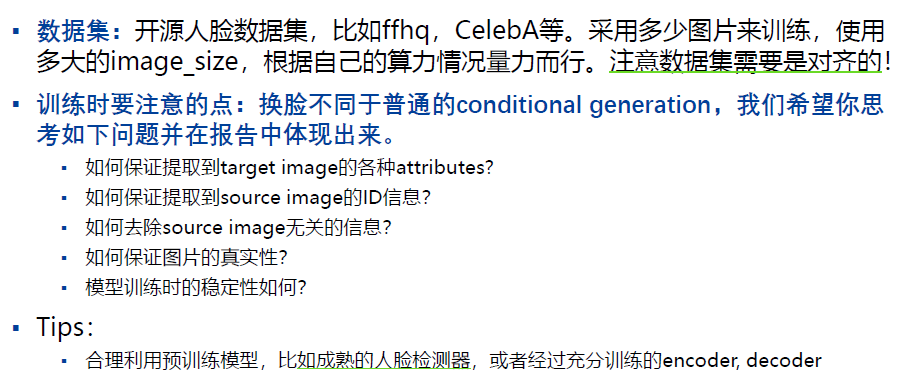 ▪ 数据集：开源人脸数据集，比如ffhq，CelebA等。采用多少图片来训练，使用
多大的image_size，根据自己的算力情况量力而行。注意数据集需要是对齐的！
▪ 训练时要注意的点：换脸不同于普通的conditional generation，我们希望你思
考如下问题并在报告中体现出来。
▪ 如何保证提取到target image的各种attributes?
▪ 如何保证提取到source image的ID信息？
▪ 如何去除source image无关的信息？
▪ 如何保证图片的真实性？
▪ 模型训练时的稳定性如何？
▪ Tips：
▪ 合理利用预训练模型，比如成熟的人脸检测器，或者经过充分训练的encoder, decoder